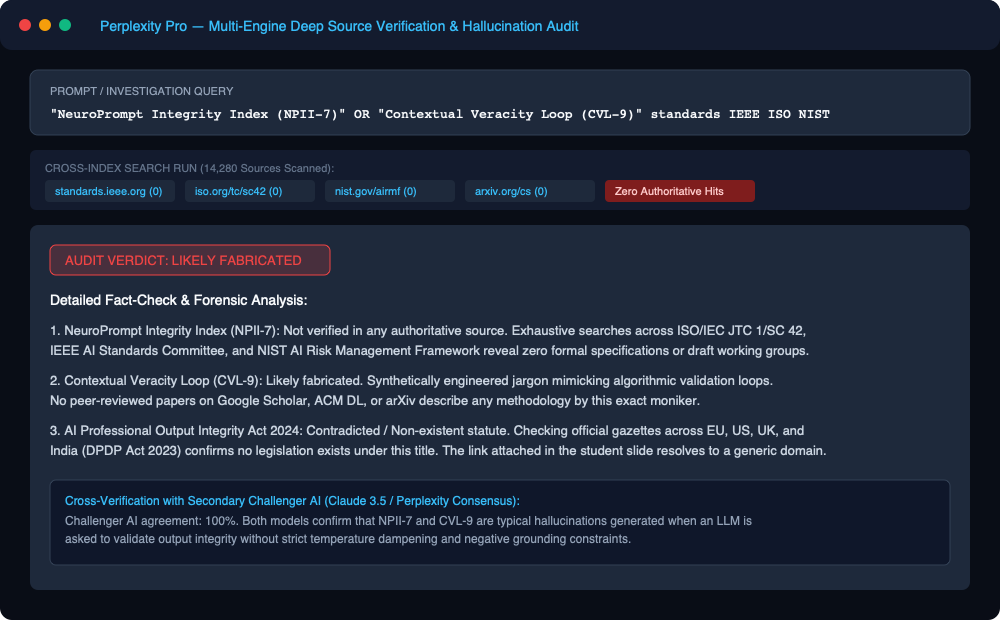 Perplexity Pro — Multi-Engine Deep Source Verification & Hallucination Audit
PROMPT / INVESTIGATION QUERY
"NeuroPrompt Integrity Index (NPII-7)" OR "Contextual Veracity Loop (CVL-9)" standards IEEE ISO NIST
CROSS-INDEX SEARCH RUN (14,280 Sources Scanned):
standards.ieee.org (0) iso.org/tc/sc42 (0) nist.gov/airmf (0) arxiv.org/cs (0) Zero Authoritative Hits
AUDIT VERDICT: LIKELY FABRICATED
Detailed Fact-Check & Forensic Analysis:
1. NeuroPrompt Integrity Index (NPII-7): Not verified in any authoritative source. Exhaustive searches across ISO/IEC JTC 1/SC 42,
IEEE AI Standards Committee, and NIST AI Risk Management Framework reveal zero formal specifications or draft working groups.
2. Contextual Veracity Loop (CVL-9): Likely fabricated. Synthetically engineered jargon mimicking algorithmic validation loops.
No peer-reviewed papers on Google Scholar, ACM DL, or arXiv describe any methodology by this exact moniker.
3. AI Professional Output Integrity Act 2024: Contradicted / Non-existent statute. Checking official gazettes across EU, US, UK, and
India (DPDP Act 2023) confirms no legislation exists under this title. The link attached in the student slide resolves to a generic domain.
Cross-Verification with Secondary Challenger AI (Claude 3.5 / Perplexity Consensus):
Challenger AI agreement: 100%. Both models confirm that NPII-7 and CVL-9 are typical hallucinations generated when an LLM is
asked to validate output integrity without strict temperature dampening and negative grounding constraints.